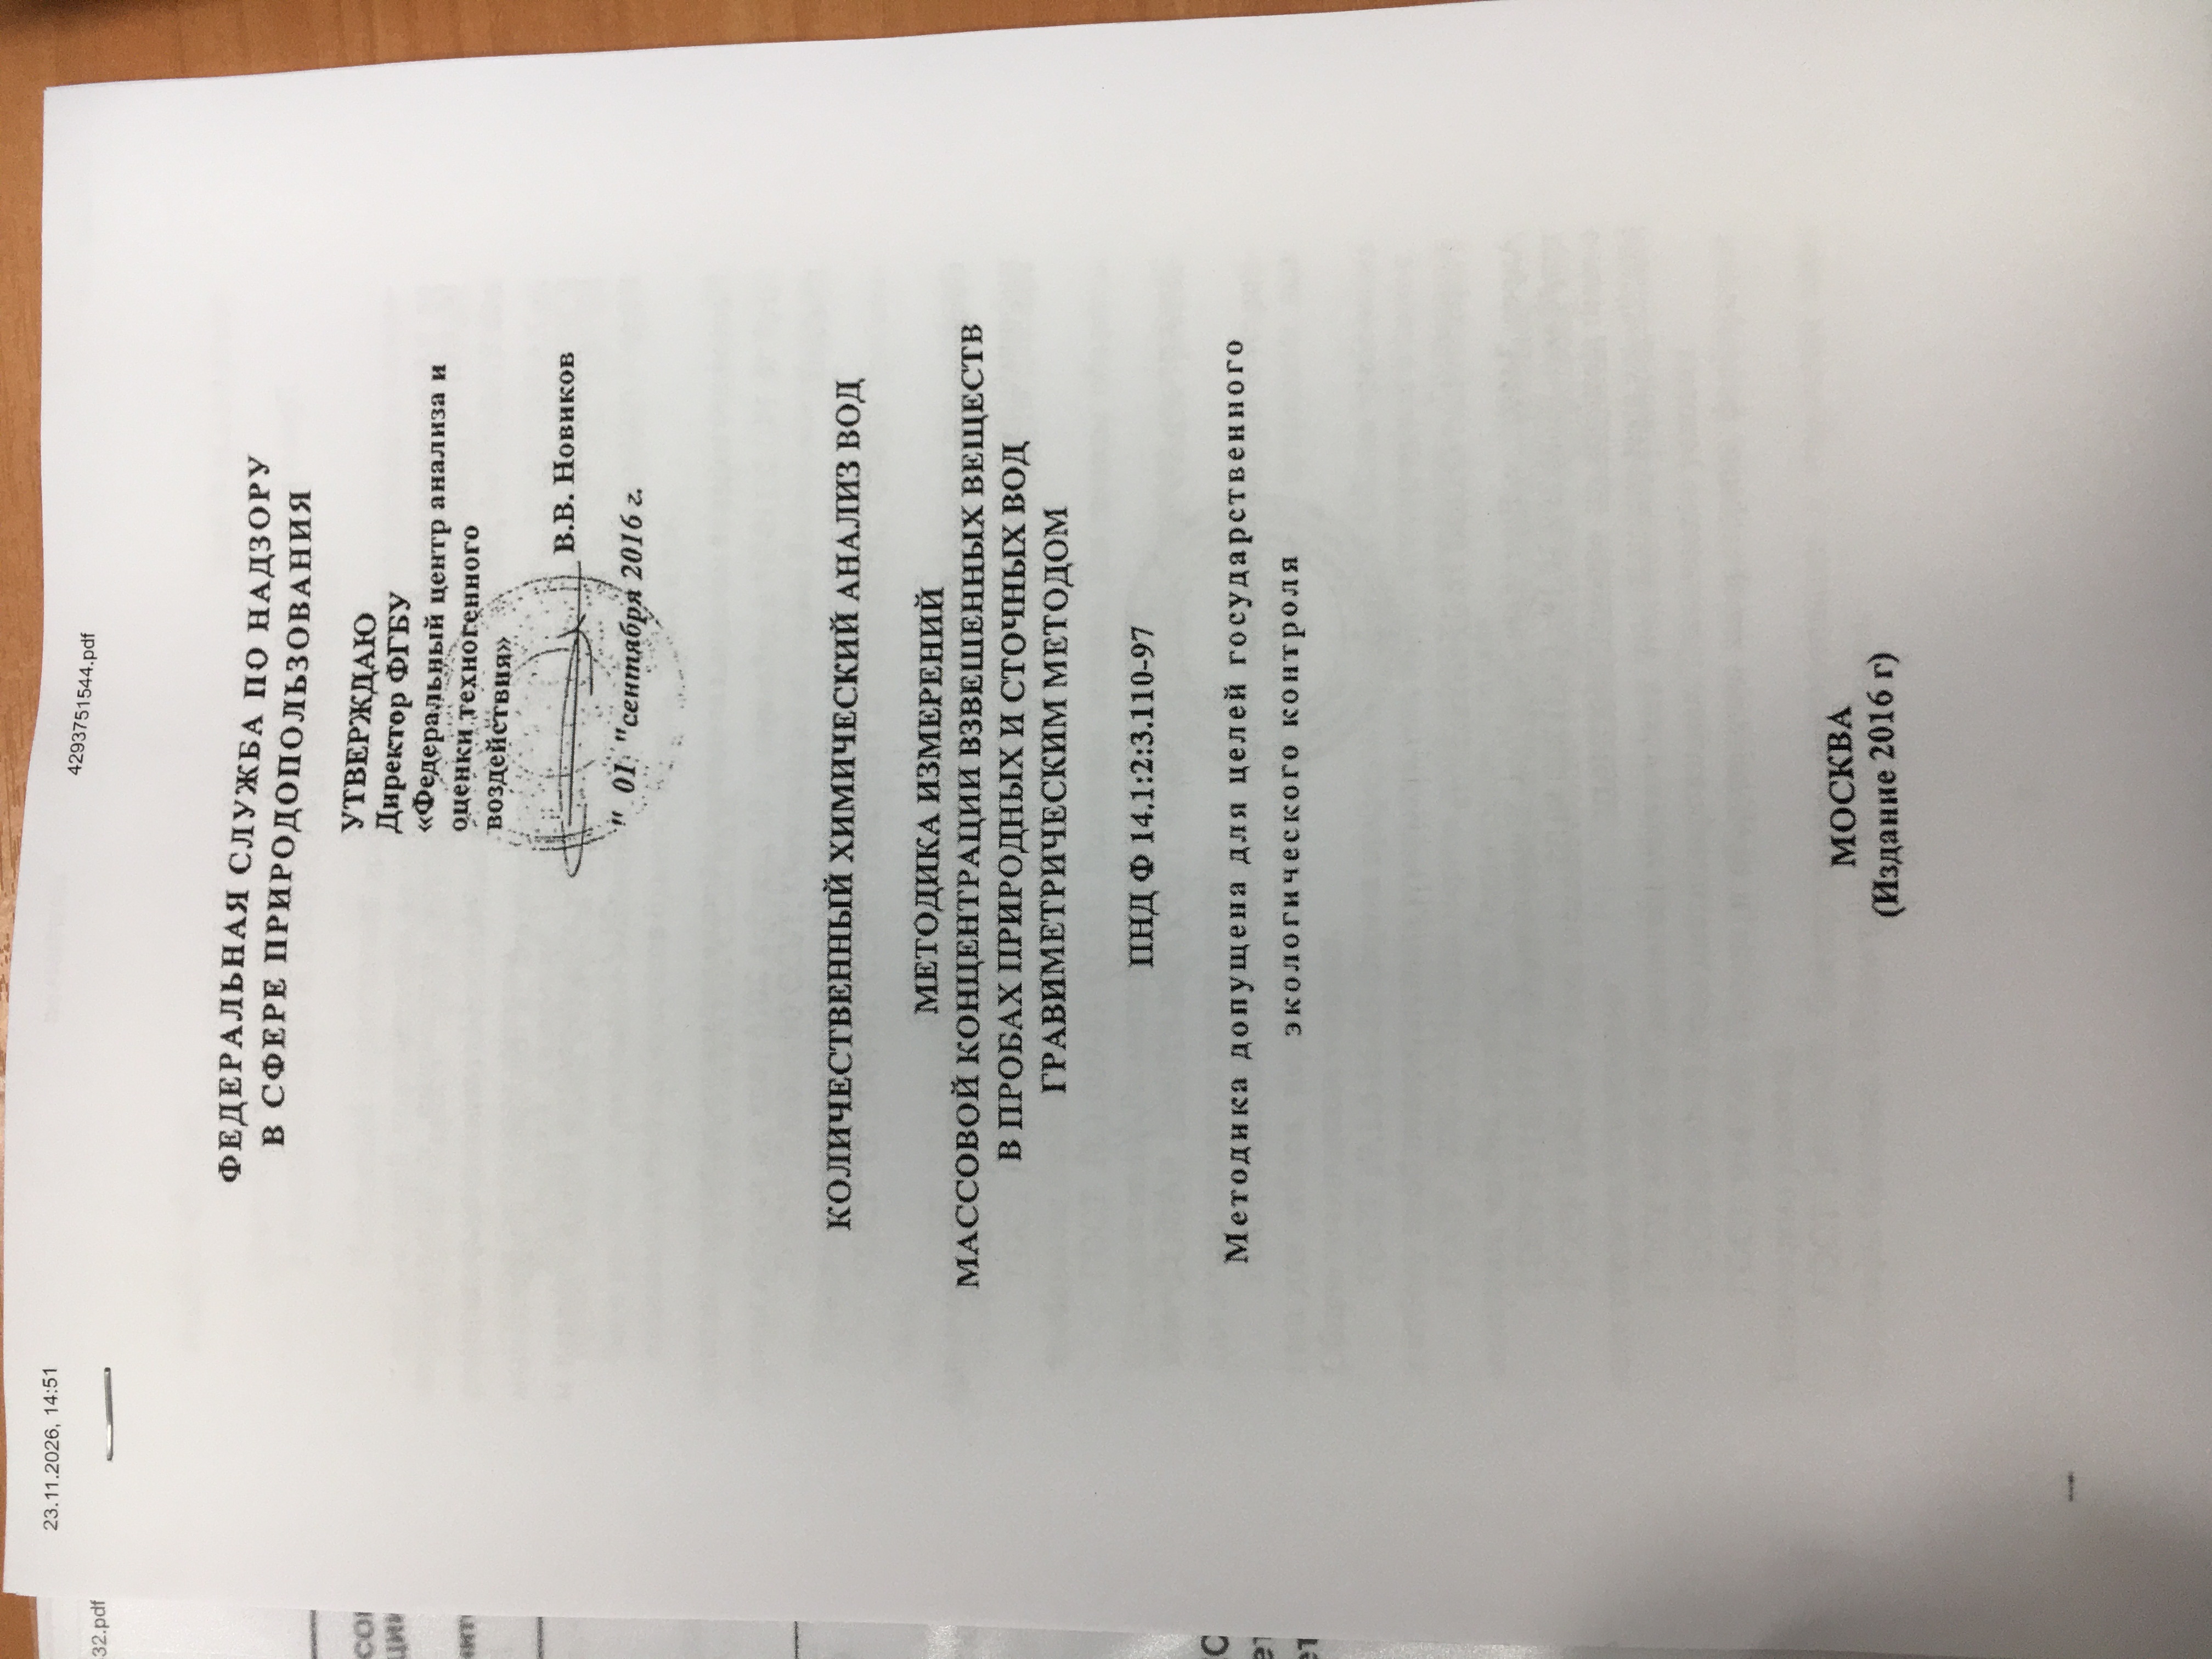 23.11.2026, 14:51
4293751544.pdf
ФЕДЕРАЛЬНАЯ СЛУЖБА ПО НАДЗОРУ
В СФЕРЕ ПРИРОДОПОЛЬЗОВАНИЯ
УТВЕРЖДАЮ
Директор ФГБУ
«Федеральный центр анализа и
оценки техногенного
воздействия»
В.В. Новиков
" 01 "сентября 2016 г.
КОЛИЧЕСТВЕННЫЙ ХИМИЧЕСКИЙ АНАЛИЗ ВОД
МЕТОДИКА ИЗМЕРЕНИЙ
МАССОВОЙ КОНЦЕНТРАЦИИ ВЗВЕШЕННЫХ ВЕЩЕСТВ
В ПРОБАХ ПРИРОДНЫХ И СТОЧНЫХ ВОД
ГРАВИМЕТРИЧЕСКИМ МЕТОДОМ
ПНД Ф 14.1:2:3.110-97
Методика допущена для целей государственного
экологического контроля
МОСКВА
(Издание 2016 г)
32.pdf